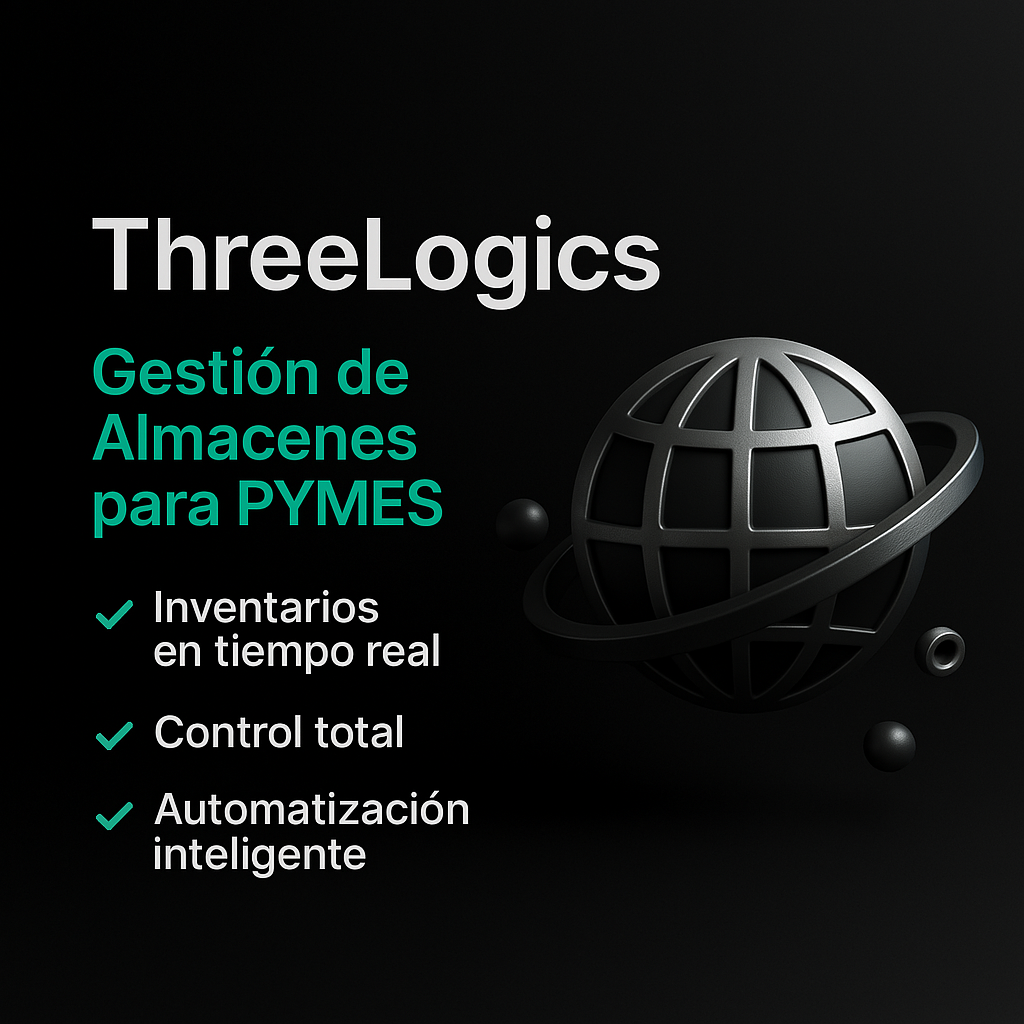 ThreeLogics
Gestión de
Almacenes
para PYMES
Inventarios
en tiempo real
Control total
Automatización
inteligente